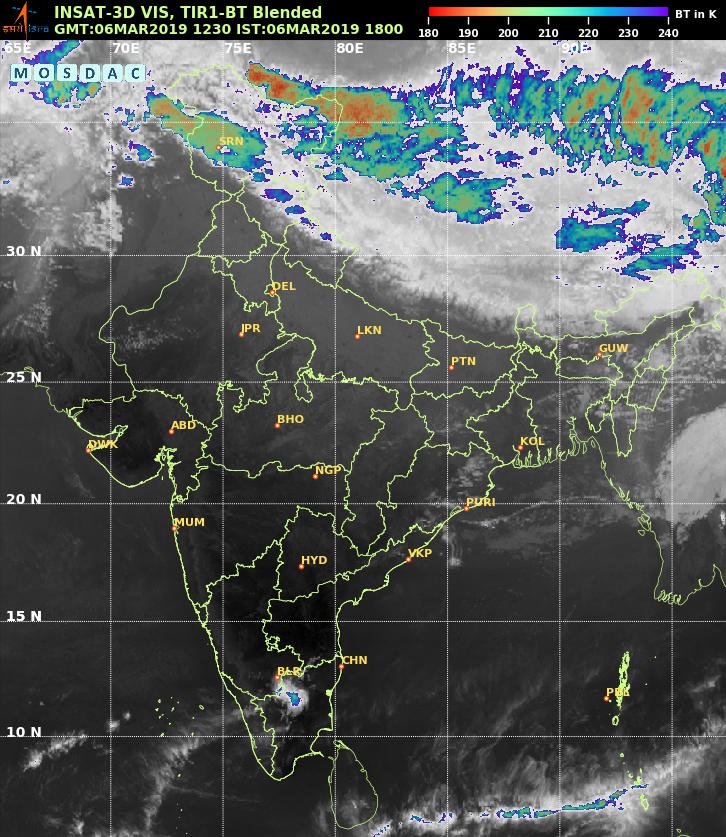 INSAT-3D VIS, TIR1-BT Blended
GMT:06MAR2019 1230 IST:06MAR2019 1800
BT in K
180 190 200 210 220 230 240
65E 70E 75E 80E 85E 90E
MOSDAC
SRN
30 N
DEL
JPR
LKN
GUW
PTN
25 N
ABD
BHO
DWK
KOL
NGP
20 N
PURI
MUM
VKP
HYD
15 N
CHN
BLR
10 N